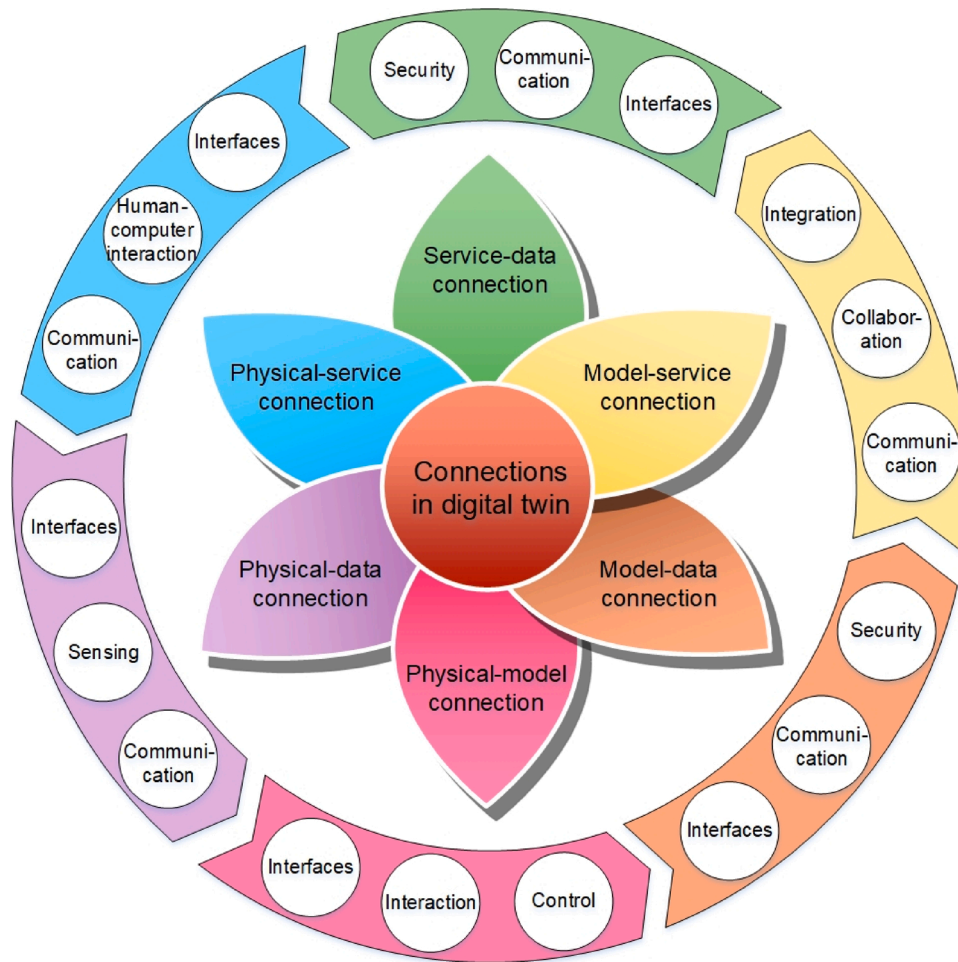 Security
Communi-
cation
Interfaces
Integration
Collabor-
ation
Communi-
cation
Security
Communi-
cation
Interfaces
Control
Interaction
Interfaces
Communi-
cation
Sensing
Interfaces
Communi-
cation
Human-
computer
interaction
Interfaces
Service-data
connection
Model-service
connection
Model-data
connection
Physical-model
connection
Physical-data
connection
Physical-service
connection
Connections
in digital twin